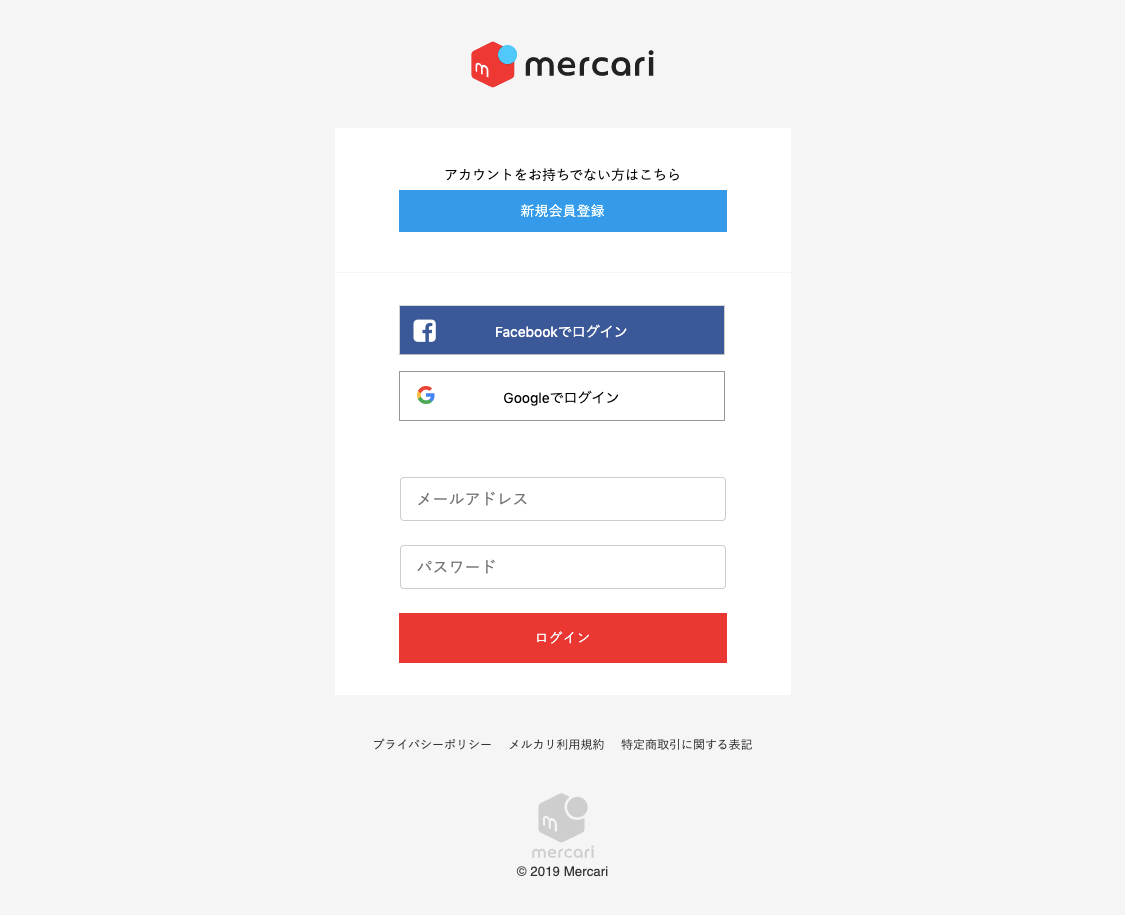 mercari
アカウントをお持ちでない方はこちら
新規会員登録
Facebookでログイン
Googleでログイン
メールアドレス
パスワード
ログイン
プライバシーポリシー メルカリ利用規約 特定商取引に関する表記
mercari
© 2019 Mercari